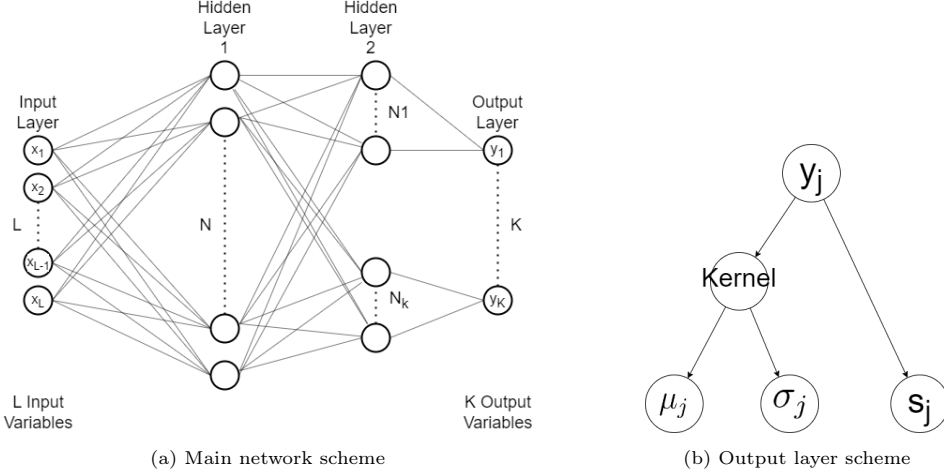 Hidden
Layer
1
Hidden
Layer
2
Input
Layer
N1
Output
Layer
x1
y1
x2
L
N
K
xL-1
xL
Nk
yK
L Input
Variables
K Output
Variables
(a) Main network scheme
yj
Kernel
μj
σj
sj
(b) Output layer scheme